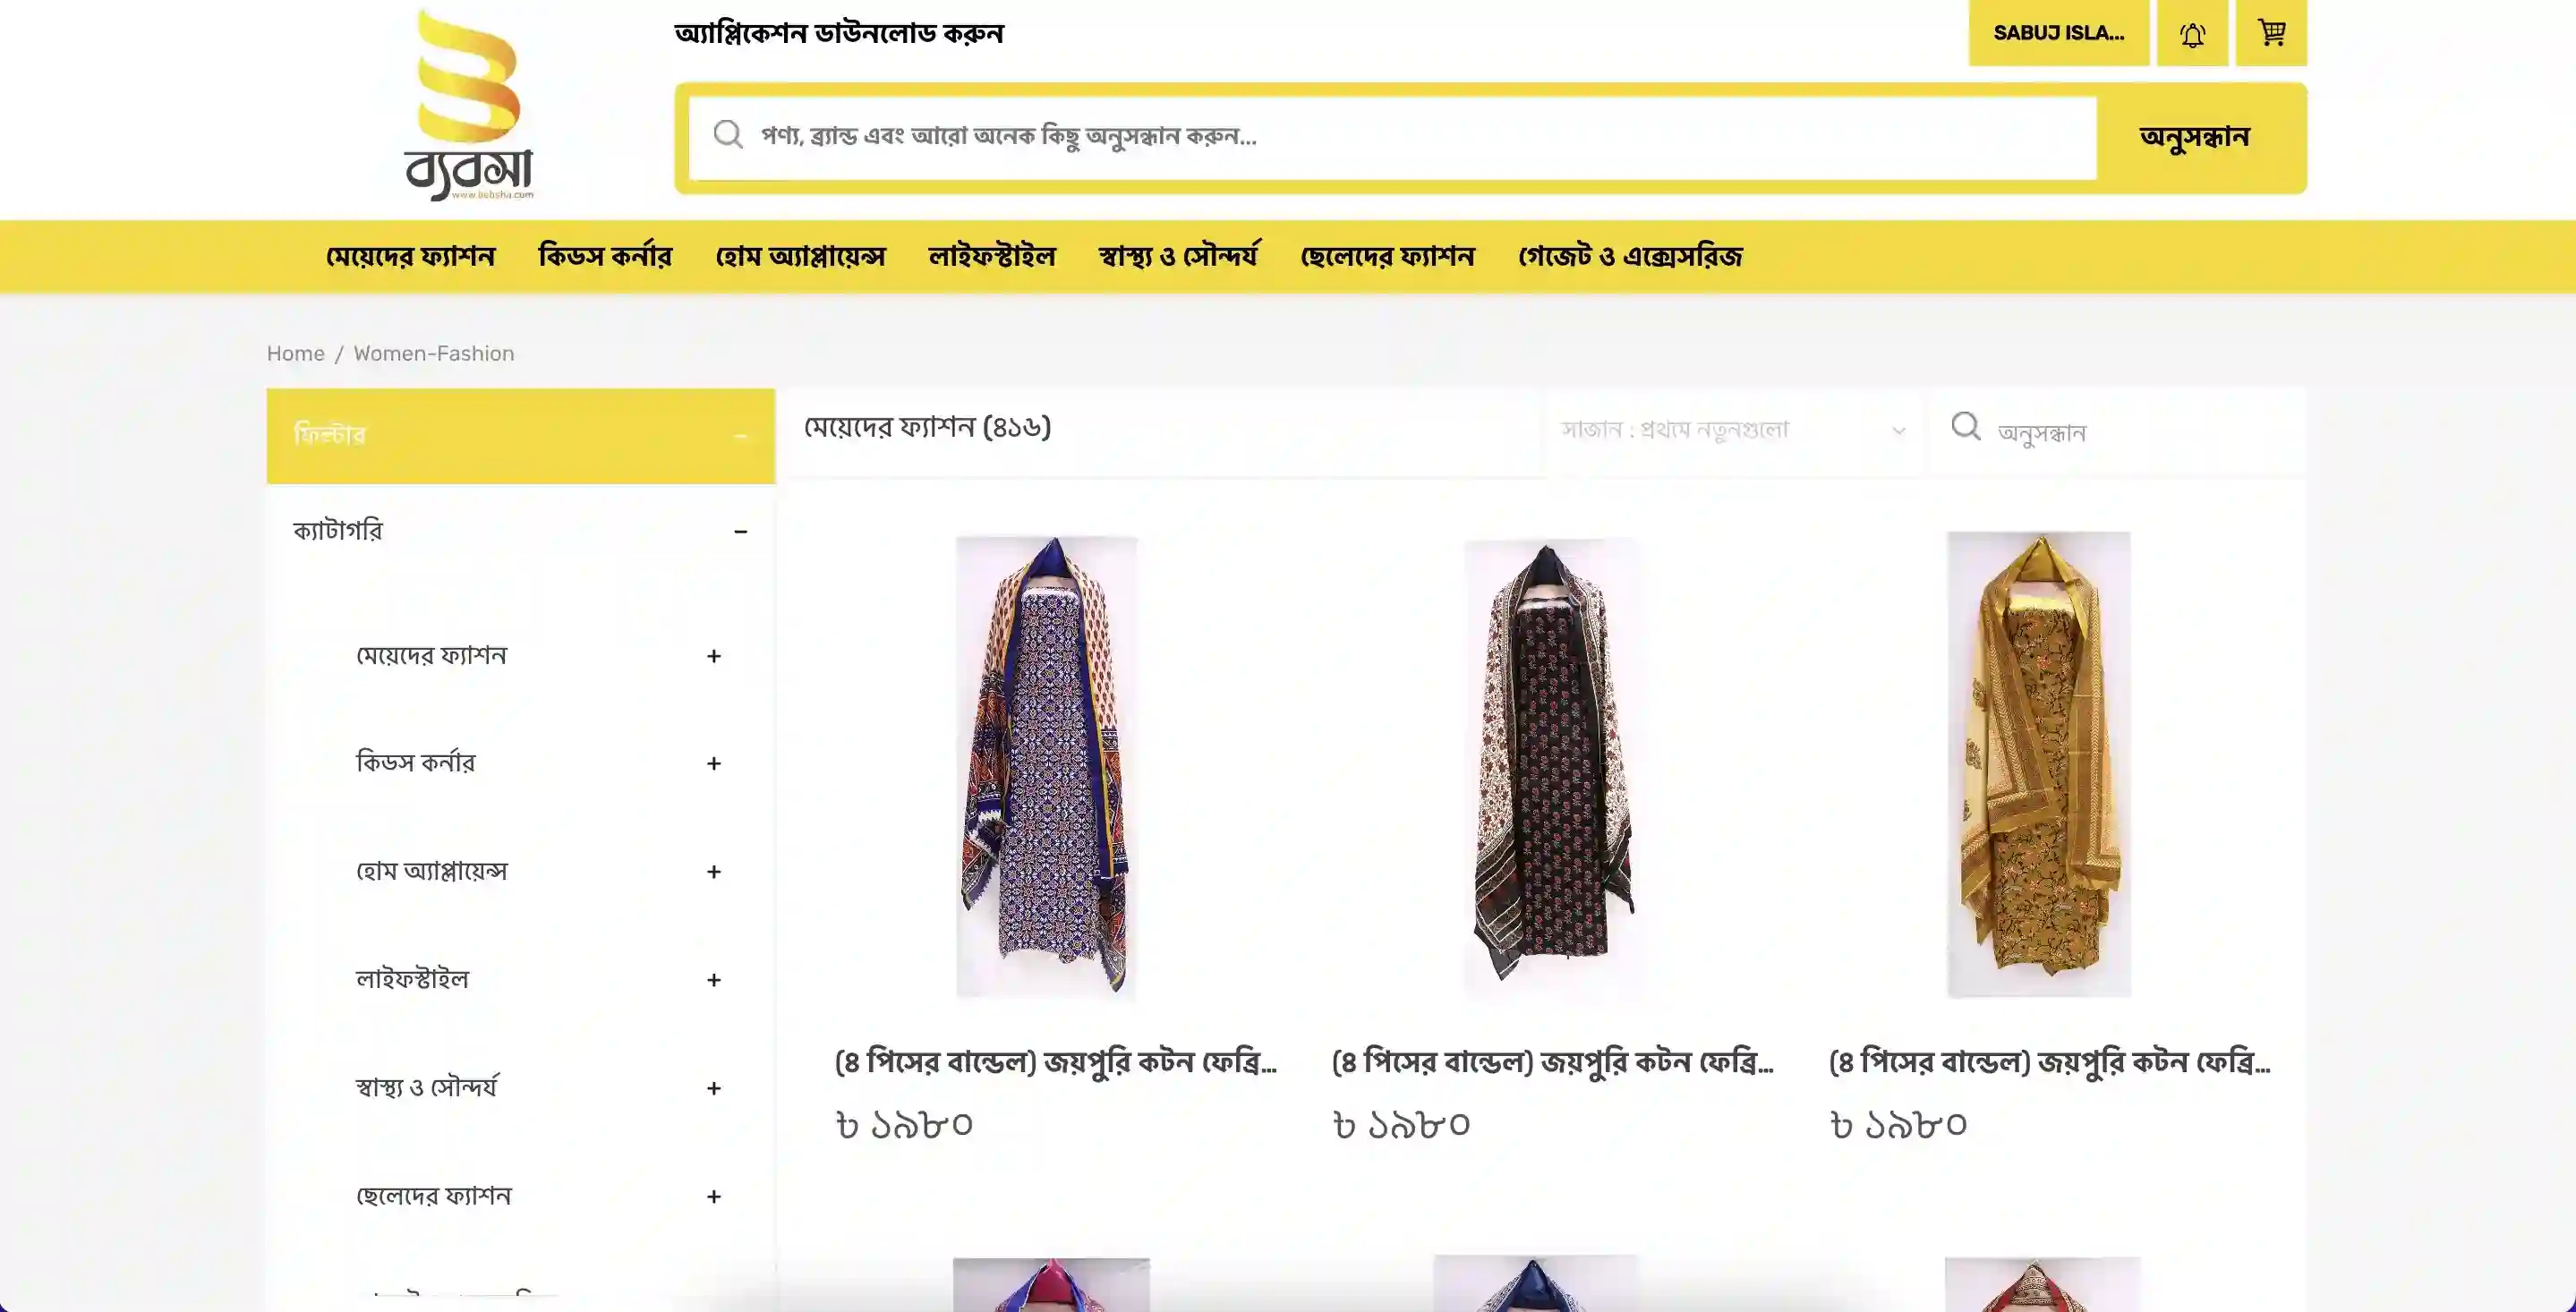 অ্যাপ্লিকেশন ডাউনলোড করুন
SABUJ ISLA...
ব্যবসা
www.bebsha.com
পণ্য, ব্র্যান্ড এবং আরো অনেক কিছু অনুসন্ধান করুন...
অনুসন্ধান
মেয়েদের ফ্যাশন কিডস কর্নার হোম অ্যাপ্লায়েন্স লাইফস্টাইল স্বাস্থ্য ও সৌন্দর্য ছেলেদের ফ্যাশন গেজেট ও এক্সেসরিজ
Home / Women-Fashion
ফিল্টার –
মেয়েদের ফ্যাশন (৪১৬)
সাজান : প্রথমে নতুনগুলো
অনুসন্ধান
ক্যাটাগরি –
মেয়েদের ফ্যাশন +
কিডস কর্নার +
হোম অ্যাপ্লায়েন্স +
লাইফস্টাইল +
স্বাস্থ্য ও সৌন্দর্য +
ছেলেদের ফ্যাশন +
(৪ পিসের বান্ডেল) জয়পুরি কটন ফেব্রি...
৳ ১৯৮০
(৪ পিসের বান্ডেল) জয়পুরি কটন ফেব্রি...
৳ ১৯৮০
(৪ পিসের বান্ডেল) জয়পুরি কটন ফেব্রি...
৳ ১৯৮০